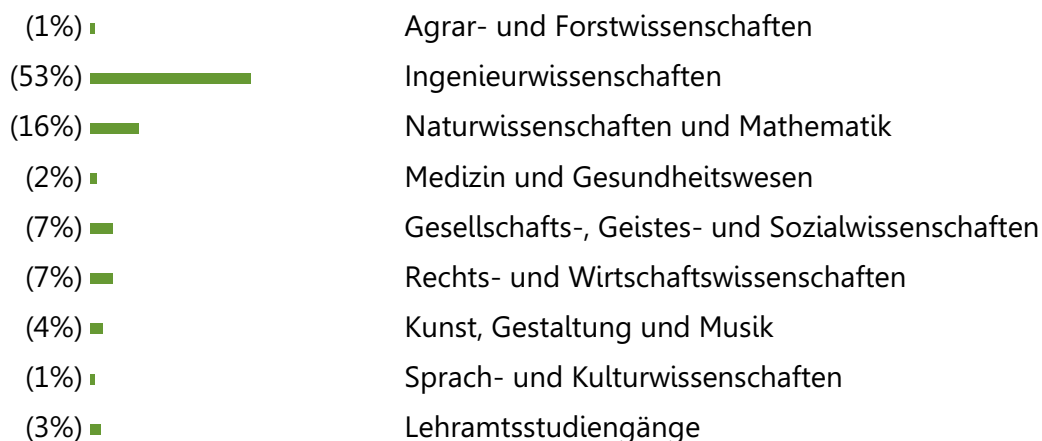 (1%) Agrar- und Forstwissenschaften
(53%) Ingenieurwissenschaften
(16%) Naturwissenschaften und Mathematik
(2%) Medizin und Gesundheitswesen
(7%) Gesellschafts-, Geistes- und Sozialwissenschaften
(7%) Rechts- und Wirtschaftswissenschaften
(4%) Kunst, Gestaltung und Musik
(1%) Sprach- und Kulturwissenschaften
(3%) Lehramtsstudiengänge